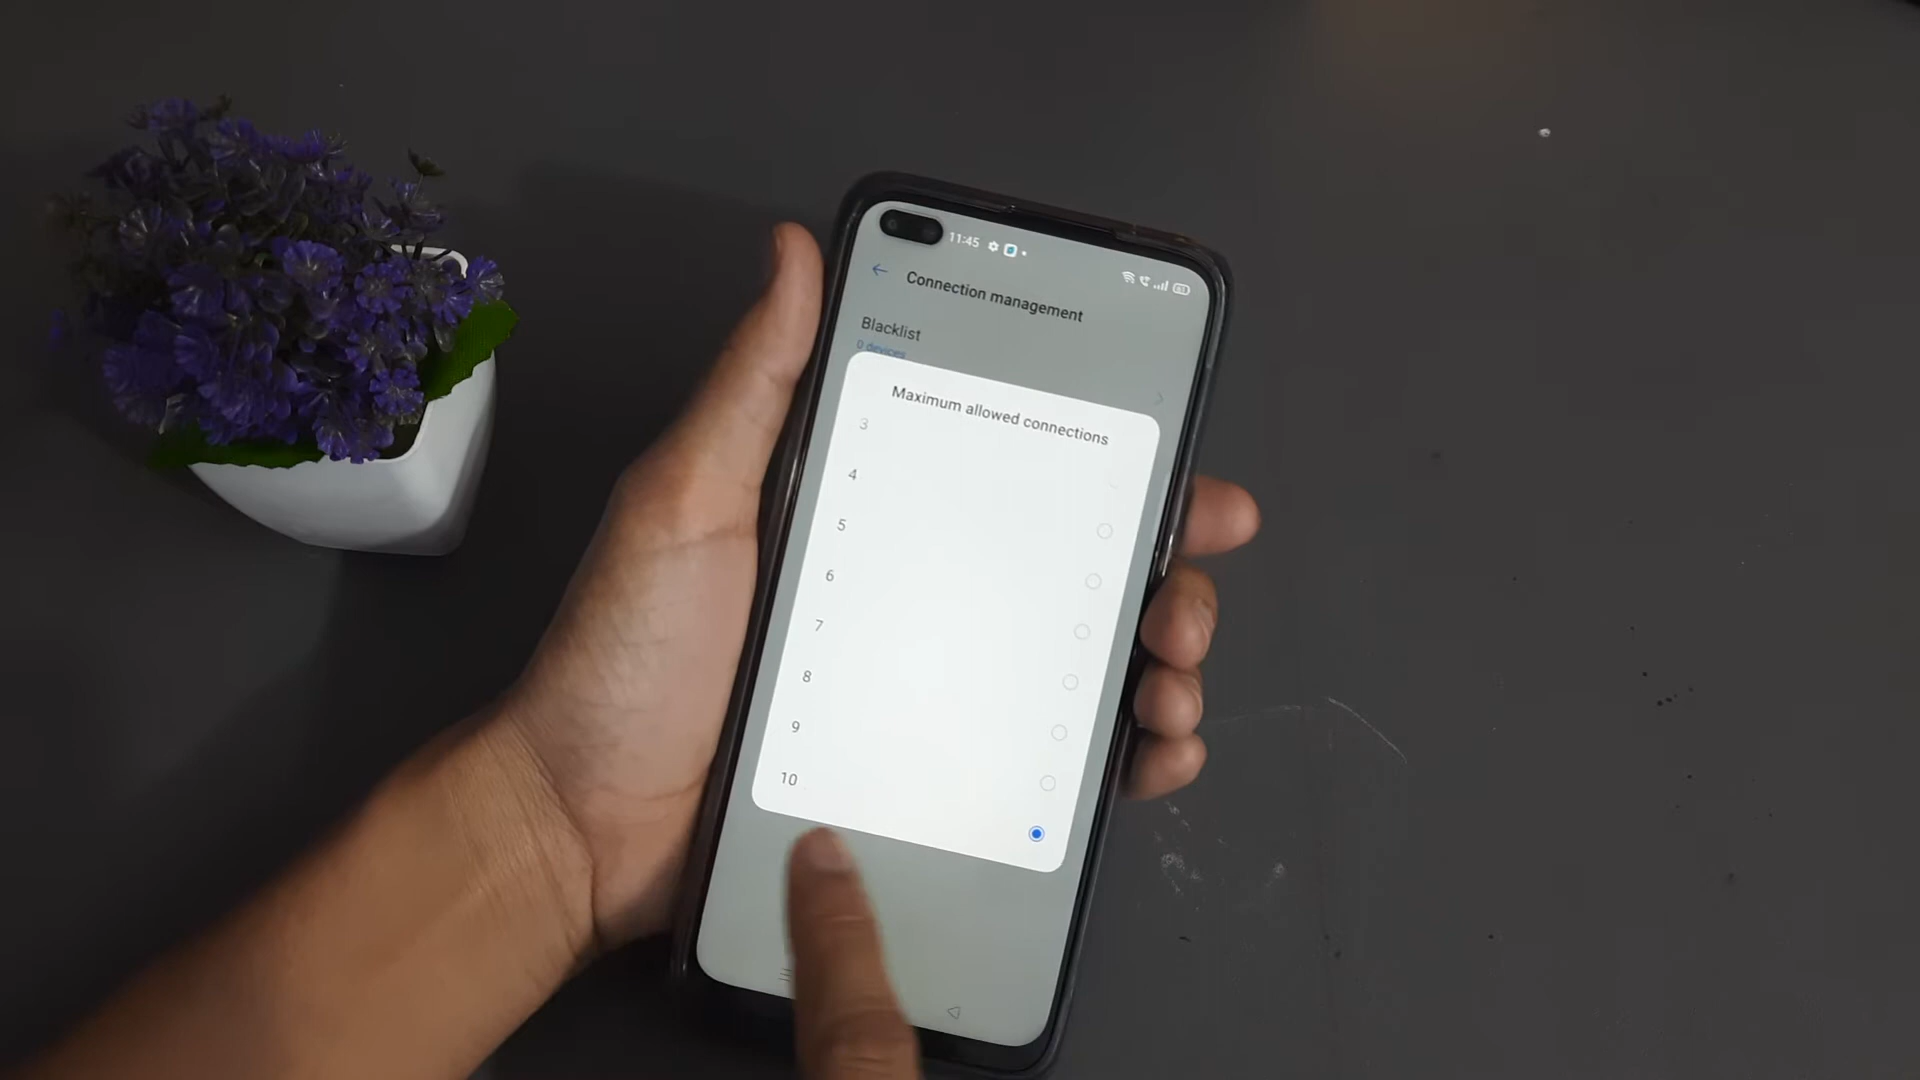 11:45
Connection management
Blacklist
0 devices
Maximum allowed connections
3
4
5
6
7
8
9
10